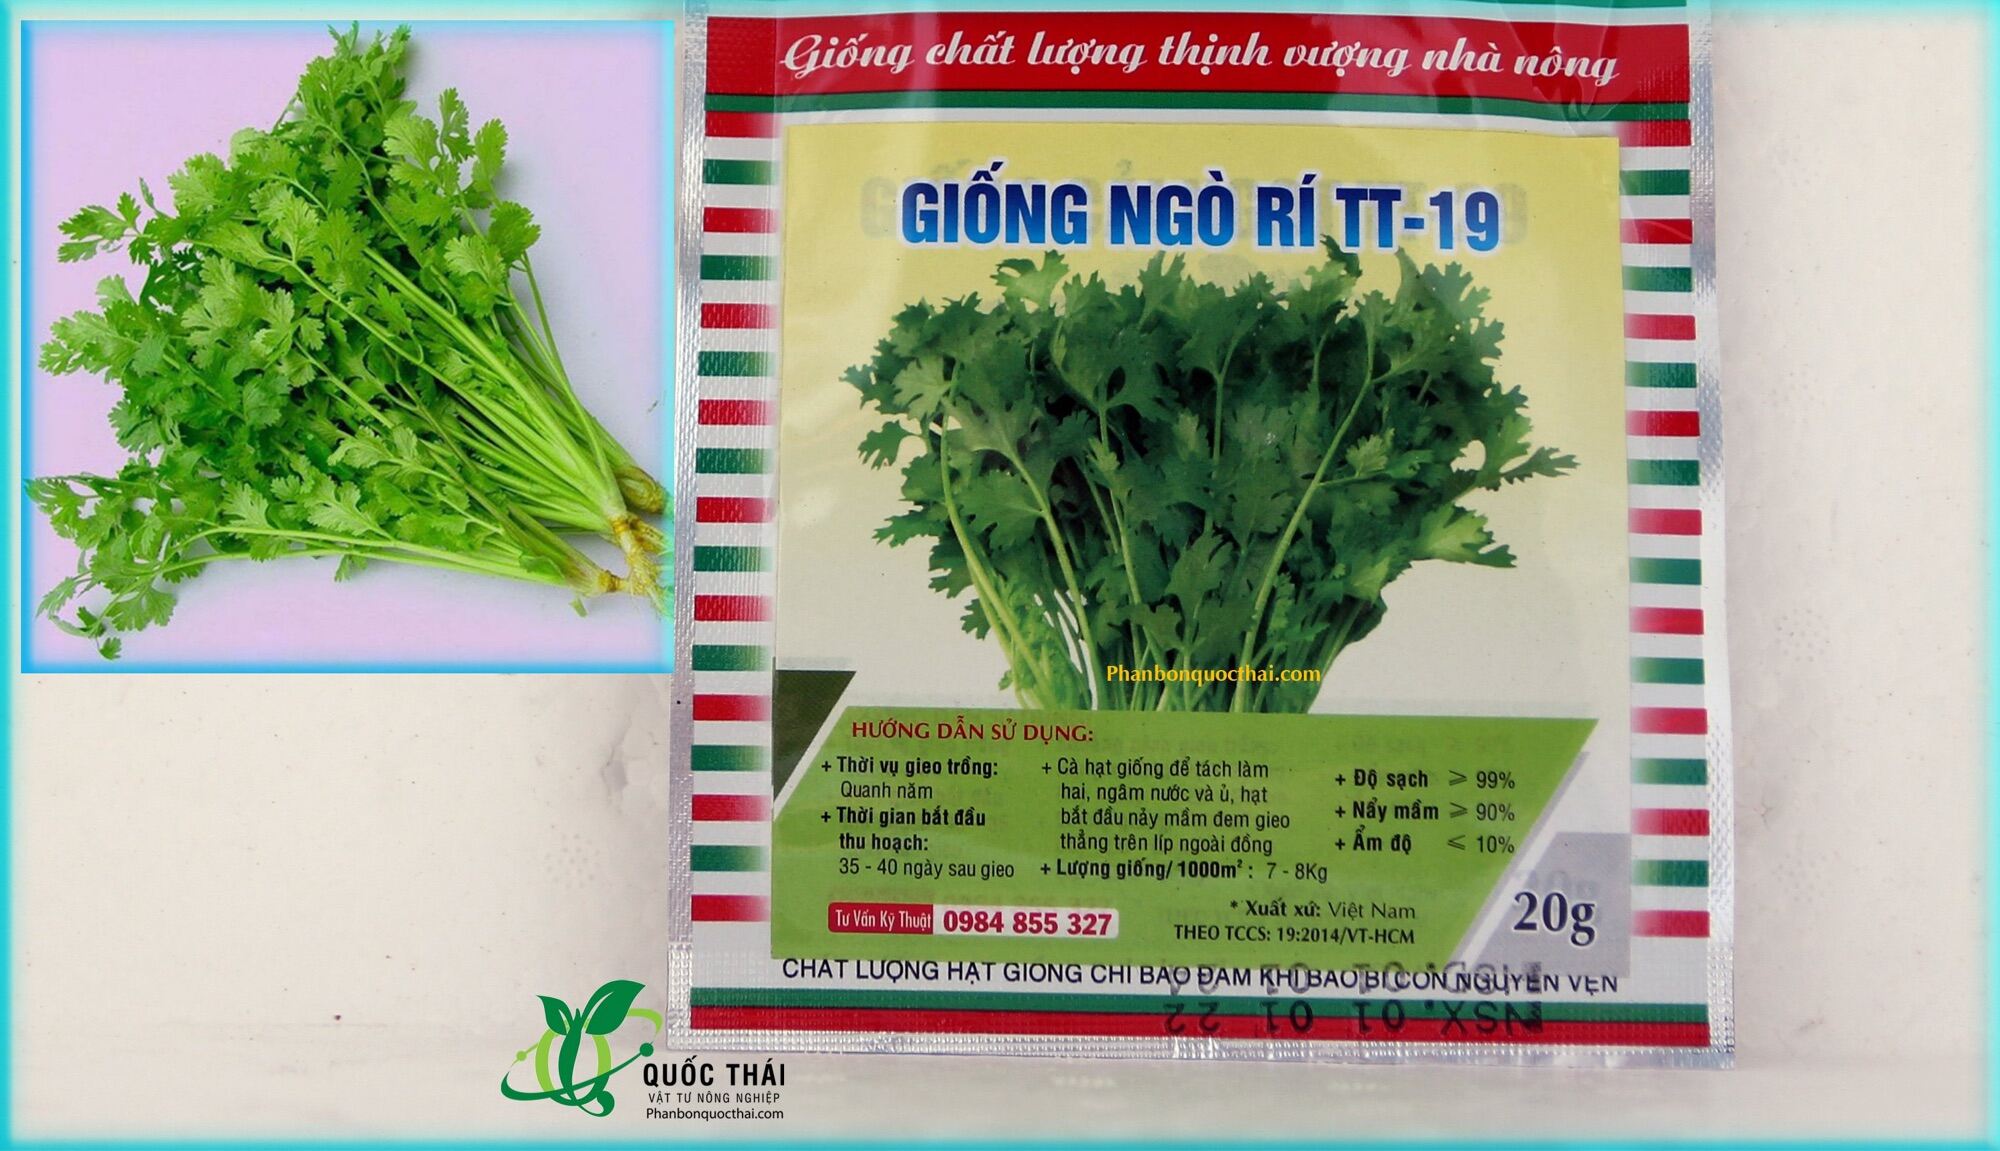 Giống chất lượng thịnh vượng nhà nông
GIỐNG NGÒ RÍ TT-19
Phanbonquocthai.com
HƯỚNG DẪN SỬ DỤNG:
+ Thời vụ gieo trồng:
Quanh năm
+ Thời gian bắt đầu
thu hoạch:
35 - 40 ngày sau gieo
+ Cà hạt giống để tách làm
hai, ngâm nước và ủ, hạt
bắt đầu nảy mầm đem gieo
thẳng trên líp ngoài đồng
+ Lượng giống/ 1000m² : 7 - 8Kg
+ Độ sạch ≥ 99%
+ Nẩy mầm ≥ 90%
+ Ẩm độ ≤ 10%
Tư Vấn Kỹ Thuật 0984 855 327
* Xuất xứ: Việt Nam
THEO TCCS: 19:2014/VT-HCM
20g
CHẤT LƯỢNG HẠT GIỐNG CHỈ BẢO ĐẢM KHI BAO BÌ CÒN NGUYÊN VẸN
NSX. 01 01 22
QUỐC THÁI
VẬT TƯ NÔNG NGHIỆP
Phanbonquocthai.com